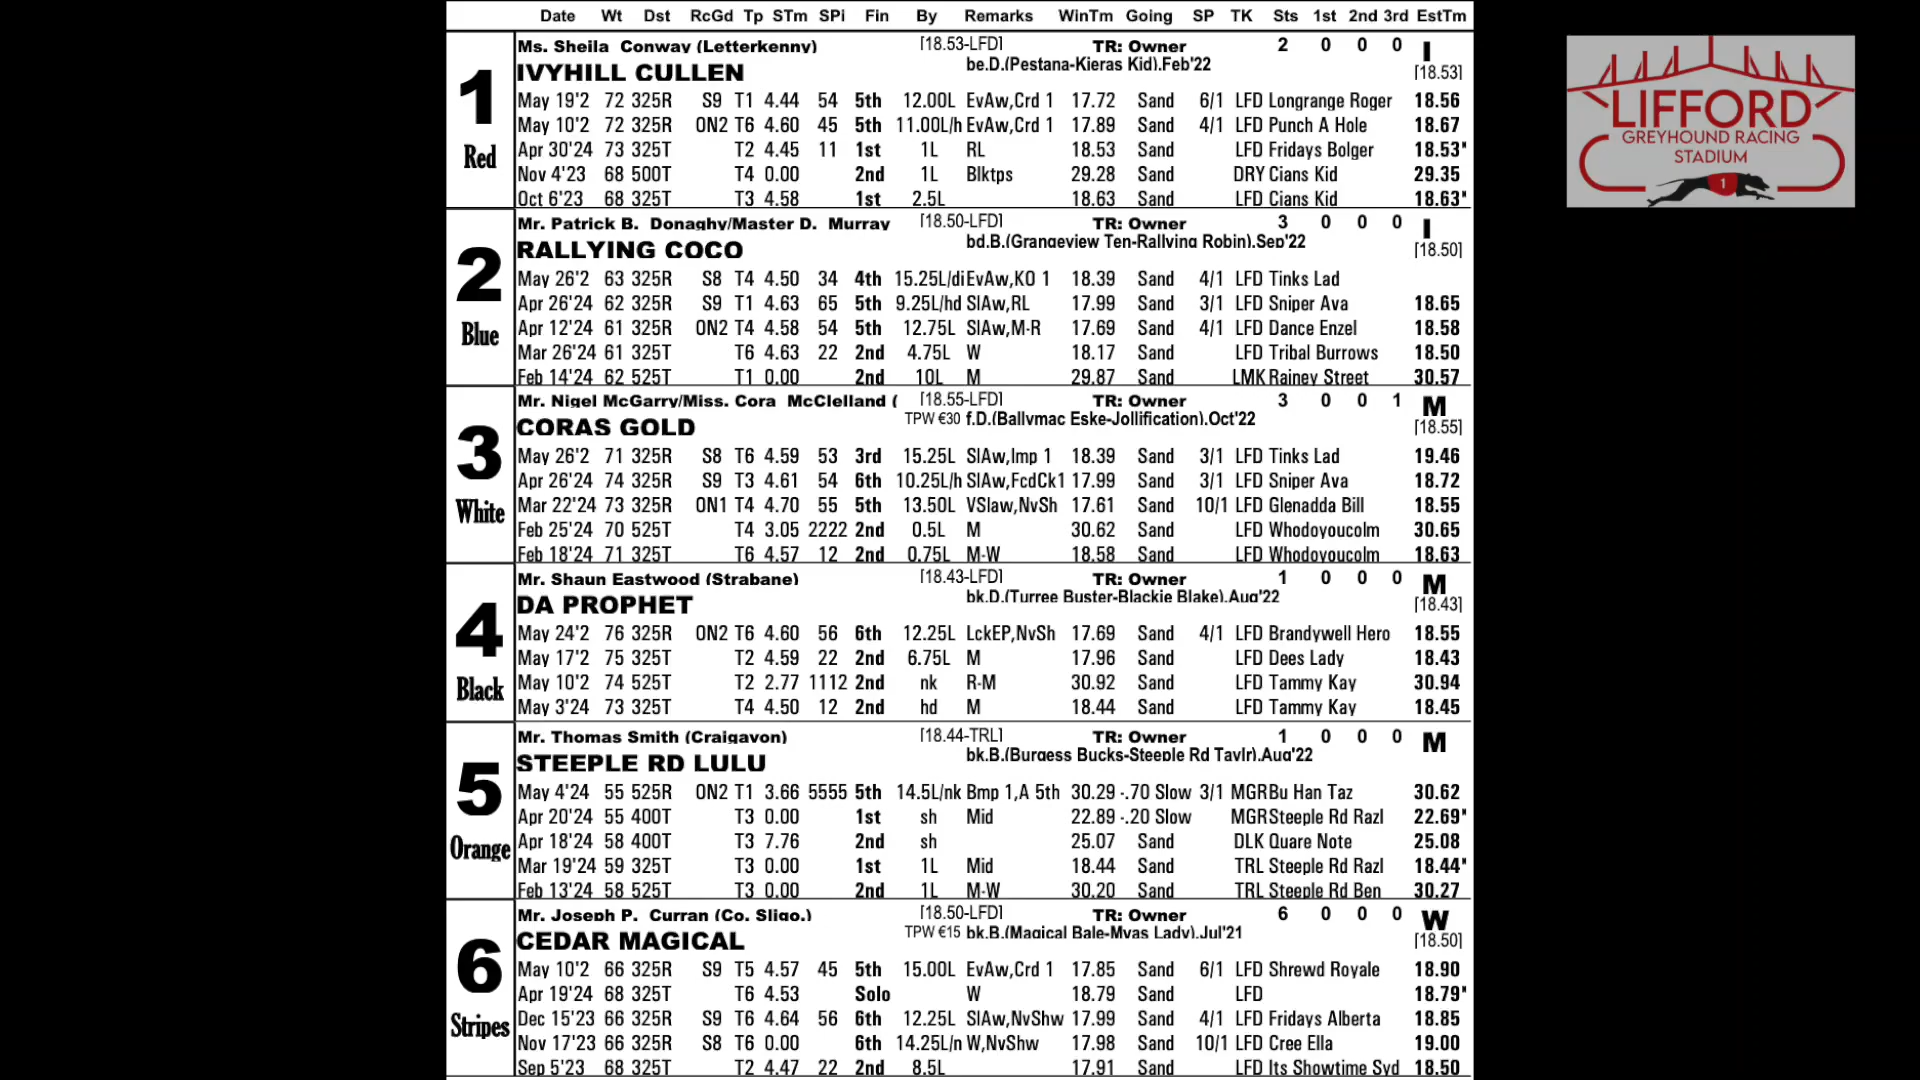 Date Wt Dst RcGd Tp STm SPi Fin By Remarks WinTm Going SP TK Sts 1st 2nd 3rd EstTm
1 Red
Ms. Sheila Conway (Letterkenny) [18.53-LFD] TR: Owner 2 0 0 0 I
IVYHILL CULLEN be.D.(Pestana-Kieras Kid).Feb'22 [18.53]
May 19'2 72 325R S9 T1 4.44 54 5th 12.00L EvAw,Crd 1 17.72 Sand 6/1 LFD Longrange Roger 18.56
May 10'2 72 325R ON2 T6 4.60 45 5th 11.00L/h EvAw,Crd 1 17.89 Sand 4/1 LFD Punch A Hole 18.67
Apr 30'24 73 325T T2 4.45 11 1st 1L RL 18.53 Sand LFD Fridays Bolger 18.53*
Nov 4'23 68 500T T4 0.00 2nd 1L Blktps 29.28 Sand DRY Cians Kid 29.35
Oct 6'23 68 325T T3 4.58 1st 2.5L 18.63 Sand LFD Cians Kid 18.63*
2 Blue
Mr. Patrick B. Donaghy/Master D. Murray [18.50-LFD] TR: Owner 3 0 0 0 I
RALLYING COCO bd.B.(Grangeview Ten-Rallying Robin).Sep'22 [18.50]
May 26'2 63 325R S8 T4 4.50 34 4th 15.25L/di EvAw,KO 1 18.39 Sand 4/1 LFD Tinks Lad
Apr 26'24 62 325R S9 T1 4.63 65 5th 9.25L/hd SlAw,RL 17.99 Sand 3/1 LFD Sniper Ava 18.65
Apr 12'24 61 325R ON2 T4 4.58 54 5th 12.75L SlAw,M-R 17.69 Sand 4/1 LFD Dance Enzel 18.58
Mar 26'24 61 325T T6 4.63 22 2nd 4.75L W 18.17 Sand LFD Tribal Burrows 18.50
Feb 14'24 62 525T T1 0.00 2nd 10L M 29.87 Sand LMK Rainey Street 30.57
3 White
Mr. Nigel McGarry/Miss. Cora McClelland ( [18.55-LFD] TR: Owner 3 0 0 1 M
CORAS GOLD TPW €30 f.D.(Ballymac Eske-Jollification).Oct'22 [18.55]
May 26'2 71 325R S8 T6 4.59 53 3rd 15.25L SlAw,Imp 1 18.39 Sand 3/1 LFD Tinks Lad 19.46
Apr 26'24 74 325R S9 T3 4.61 54 6th 10.25L/h SlAw,FcdCk1 17.99 Sand 3/1 LFD Sniper Ava 18.72
Mar 22'24 73 325R ON1 T4 4.70 55 5th 13.50L VSlaw,NvSh 17.61 Sand 10/1 LFD Glenadda Bill 18.55
Feb 25'24 70 525T T4 3.05 2222 2nd 0.5L M 30.62 Sand LFD Whodoyoucolm 30.65
Feb 18'24 71 325T T6 4.57 12 2nd 0.75L M-W 18.58 Sand LFD Whodoyoucolm 18.63
4 Black
Mr. Shaun Eastwood (Strabane) [18.43-LFD] TR: Owner 1 0 0 0 M
DA PROPHET bk.D.(Turree Buster-Blackie Blake).Aug'22 [18.43]
May 24'2 76 325R ON2 T6 4.60 56 6th 12.25L LckEP,NvSh 17.69 Sand 4/1 LFD Brandywell Hero 18.55
May 17'2 75 325T T2 4.59 22 2nd 6.75L M 17.96 Sand LFD Dees Lady 18.43
May 10'2 74 525T T2 2.77 1112 2nd nk R-M 30.92 Sand LFD Tammy Kay 30.94
May 3'24 73 325T T4 4.50 12 2nd hd M 18.44 Sand LFD Tammy Kay 18.45
5 Orange
Mr. Thomas Smith (Craigavon) [18.44-TRL] TR: Owner 1 0 0 0 M
STEEPLE RD LULU bk.B.(Burgess Bucks-Steeple Rd Tavlr).Aug'22
May 4'24 55 525R ON2 T1 3.66 5555 5th 14.5L/nk Bmp 1,A 5th 30.29 -.70 Slow 3/1 MGR Bu Han Taz 30.62
Apr 20'24 55 400T T3 0.00 1st sh Mid 22.89 -.20 Slow MGR Steeple Rd Razl 22.69*
Apr 18'24 58 400T T3 7.76 2nd sh 25.07 Sand DLK Quare Note 25.08
Mar 19'24 59 325T T3 0.00 1st 1L Mid 18.44 Sand TRL Steeple Rd Razl 18.44*
Feb 13'24 58 525T T3 0.00 2nd 1L M-W 30.20 Sand TRL Steeple Rd Ben 30.27
6 Stripes
Mr. Joseph P. Curran (Co. Sligo.) [18.50-LFD] TR: Owner 6 0 0 0 W
CEDAR MAGICAL TPW €15 bk.B.(Magical Bale-Myas Lady).Jul'21 [18.50]
May 10'2 66 325R S9 T5 4.57 45 5th 15.00L EvAw,Crd 1 17.85 Sand 6/1 LFD Shrewd Royale 18.90
Apr 19'24 68 325T T6 4.53 Solo W 18.79 Sand LFD 18.79*
Dec 15'23 66 325R S9 T6 4.64 56 6th 12.25L SlAw,NvShw 17.99 Sand 4/1 LFD Fridays Alberta 18.85
Nov 17'23 66 325R S8 T6 0.00 6th 14.25L/n W,NvShw 17.98 Sand 10/1 LFD Cree Ella 19.00
Sep 5'23 68 325T T2 4.47 22 2nd 8.5L 17.91 Sand LFD Its Showtime Syd 18.50
LIFFORD
GREYHOUND RACING
STADIUM
1